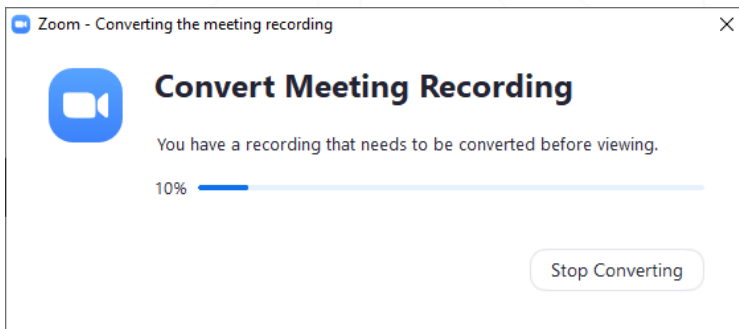 Zoom - Converting the meeting recording
Convert Meeting Recording
You have a recording that needs to be converted before viewing.
10%
Stop Converting